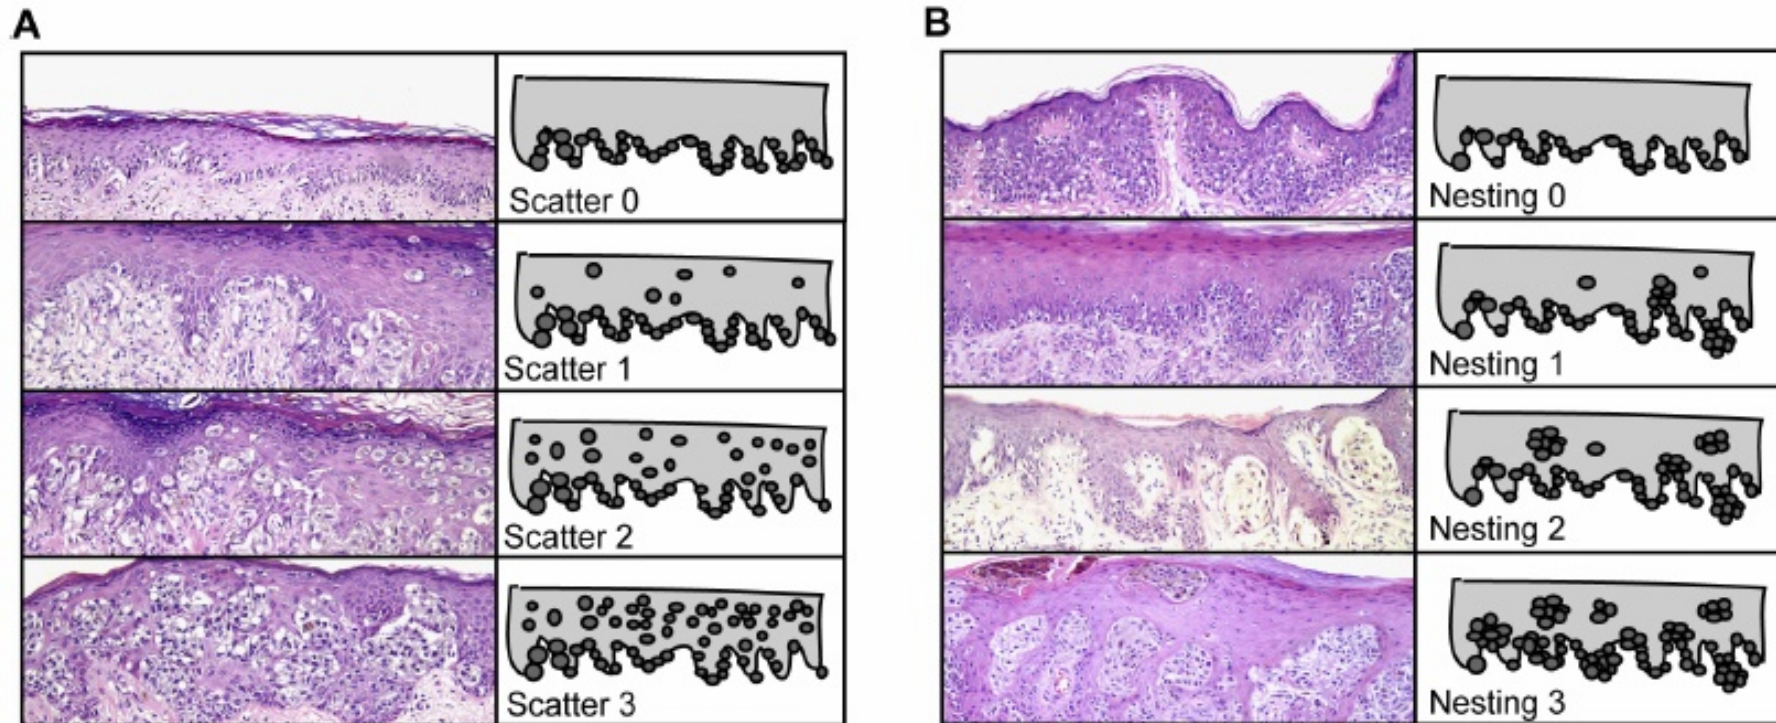 A
Scatter 0
Scatter 1
Scatter 2
Scatter 3
B
Nesting 0
Nesting 1
Nesting 2
Nesting 3